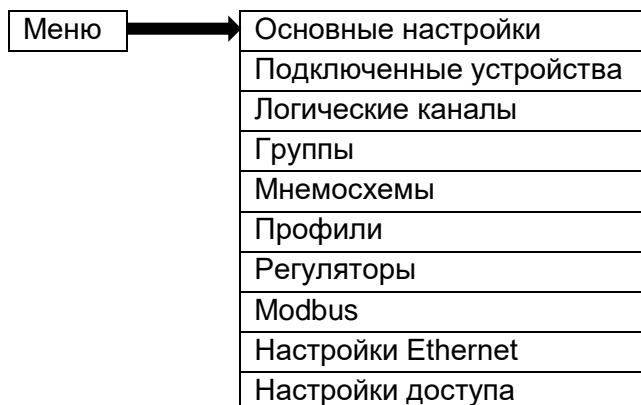 Меню
Основные настройки
Подключенные устройства
Логические каналы
Группы
Мнемосхемы
Профили
Регуляторы
Modbus
Настройки Ethernet
Настройки доступа